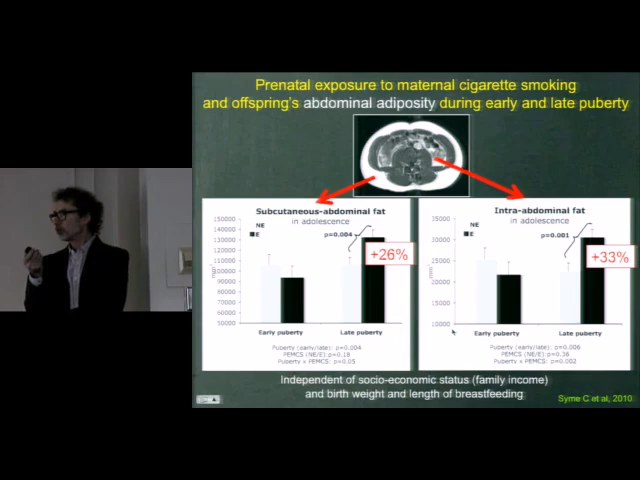 Prenatal exposure to maternal cigarette smoking
and offspring's abdominal adiposity during early and late puberty
Subcutaneous-abdominal fat
in adolescence
NE
E
p=0.004
+26%
150000
140000
130000
120000
110000
100000
90000
80000
70000
60000
50000
Early puberty
Late puberty
Puberty (early/late): p=0.004
PEMCS (NE/E): p=0.18
Puberty x PEMCS: p=0.05
Intra-abdominal fat
in adolescence
NE
E
p=0.001
+33%
35000
30000
25000
20000
15000
10000
Early puberty
Late puberty
Puberty (early/late): p=0.006
PEMCS (NE/E): p=0.36
Puberty x PEMCS: p=0.002
Independent of socio-economic status (family income)
and birth weight and length of breastfeeding
Syme C et al, 2010